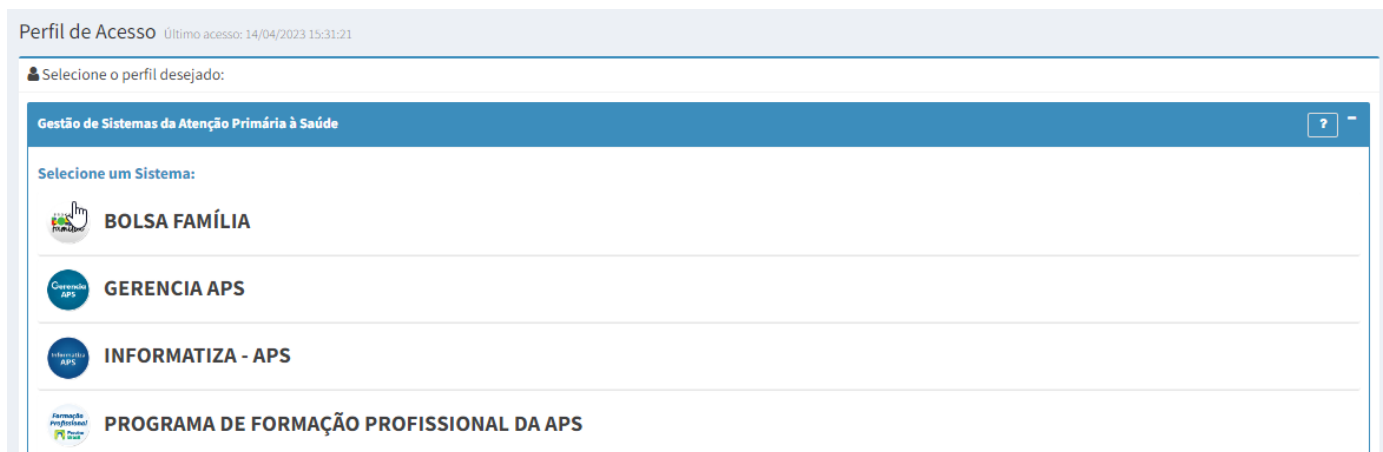 Perfil de Acesso Último acesso: 14/04/2023 15:31:21
Selecione o perfil desejado:
Gestão de Sistemas da Atenção Primária à Saúde
?
Selecione um Sistema:
BOLSA FAMÍLIA
Gerencia APS
GERENCIA APS
Informatiza APS
INFORMATIZA - APS
Formação
Profissional
PROGRAMA DE FORMAÇÃO PROFISSIONAL DA APS